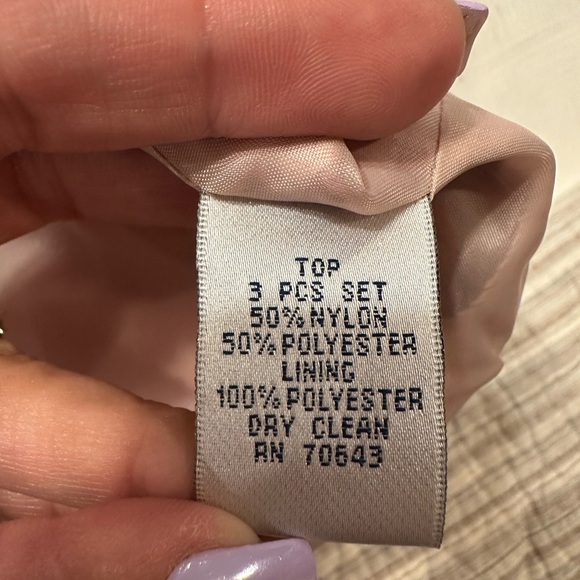 TOP
3 PCS SET
50% NYLON
50% POLYESTER
LINING
100% POLYESTER
DRY CLEAN
RN 70643